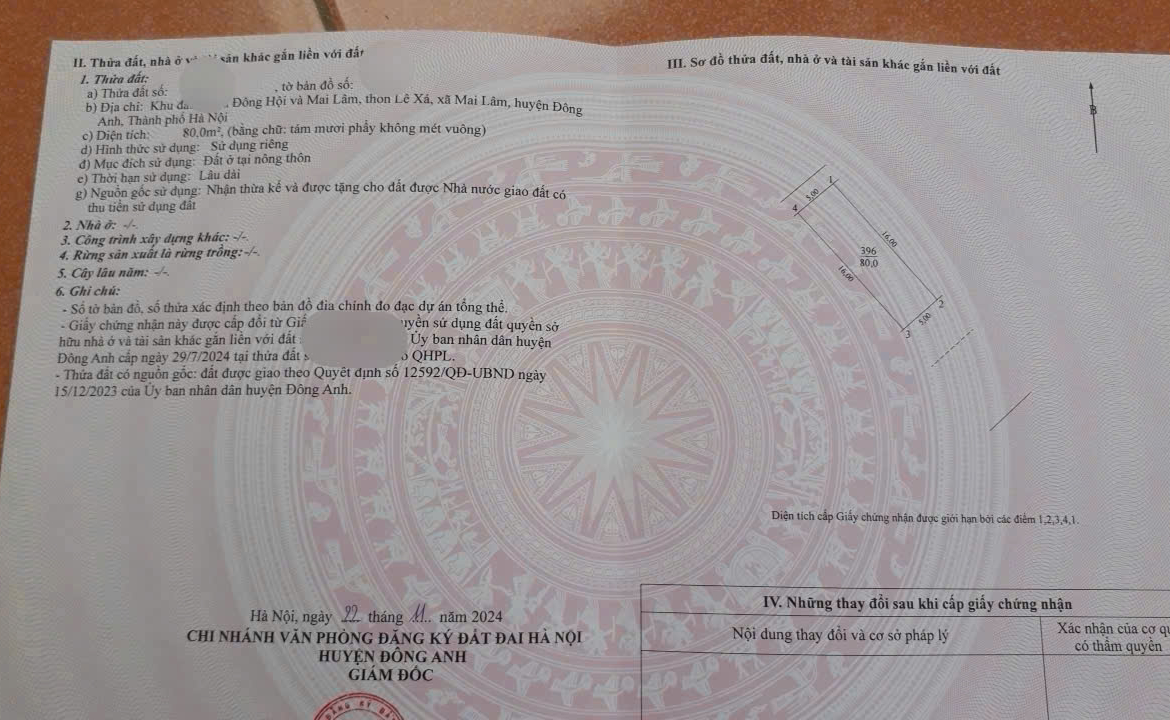 II. Thửa đất, nhà ở và sản khác gắn liền với đất
1. Thửa đất:
a) Thửa đất số: , tờ bản đồ số:
b) Địa chỉ: Khu đấ , Đông Hội và Mai Lâm, thon Lê Xá, xã Mai Lâm, huyện Đông
Anh, Thành phố Hà Nội
c) Diện tích: 80,0m², (bằng chữ: tám mươi phẩy không mét vuông)
d) Hình thức sử dụng: Sử dụng riêng
đ) Mục đích sử dụng: Đất ở tại nông thôn
e) Thời hạn sử dụng: Lâu dài
g) Nguồn gốc sử dụng: Nhận thừa kế và được tặng cho đất được Nhà nước giao đất có
thu tiền sử dụng đất
2. Nhà ở: -/-.
3. Công trình xây dựng khác: -/-.
4. Rừng sản xuất là rừng trồng: -/-.
5. Cây lâu năm: -/-.
6. Ghi chú:
- Số tờ bản đồ, số thửa xác định theo bản đồ địa chính đo đạc dự án tổng thể.
- Giấy chứng nhận này được cấp đổi từ Giấ uyền sử dụng đất quyền sở
hữu nhà ở và tài sản khác gắn liền với đất Ủy ban nhân dân huyện
Đông Anh cấp ngày 29/7/2024 tại thửa đất s QHPL.
- Thửa đất có nguồn gốc: đất được giao theo Quyết định số 12592/QĐ-UBND ngày
15/12/2023 của Ủy ban nhân dân huyện Đông Anh.
Hà Nội, ngày 22 tháng 11. năm 2024
CHI NHÁNH VĂN PHÒNG ĐĂNG KÝ ĐẤT ĐAI HÀ NỘI
HUYỆN ĐÔNG ANH
GIÁM ĐỐC
III. Sơ đồ thửa đất, nhà ở và tài sản khác gắn liền với đất
B
1
5,00
4
16,00
396
80,0
16,00
2
5,00
3
Diện tích cấp Giấy chứng nhận được giới hạn bởi các điểm 1,2,3,4,1.
IV. Những thay đổi sau khi cấp giấy chứng nhận
Nội dung thay đổi và cơ sở pháp lý
Xác nhận của cơ qu
có thẩm quyền